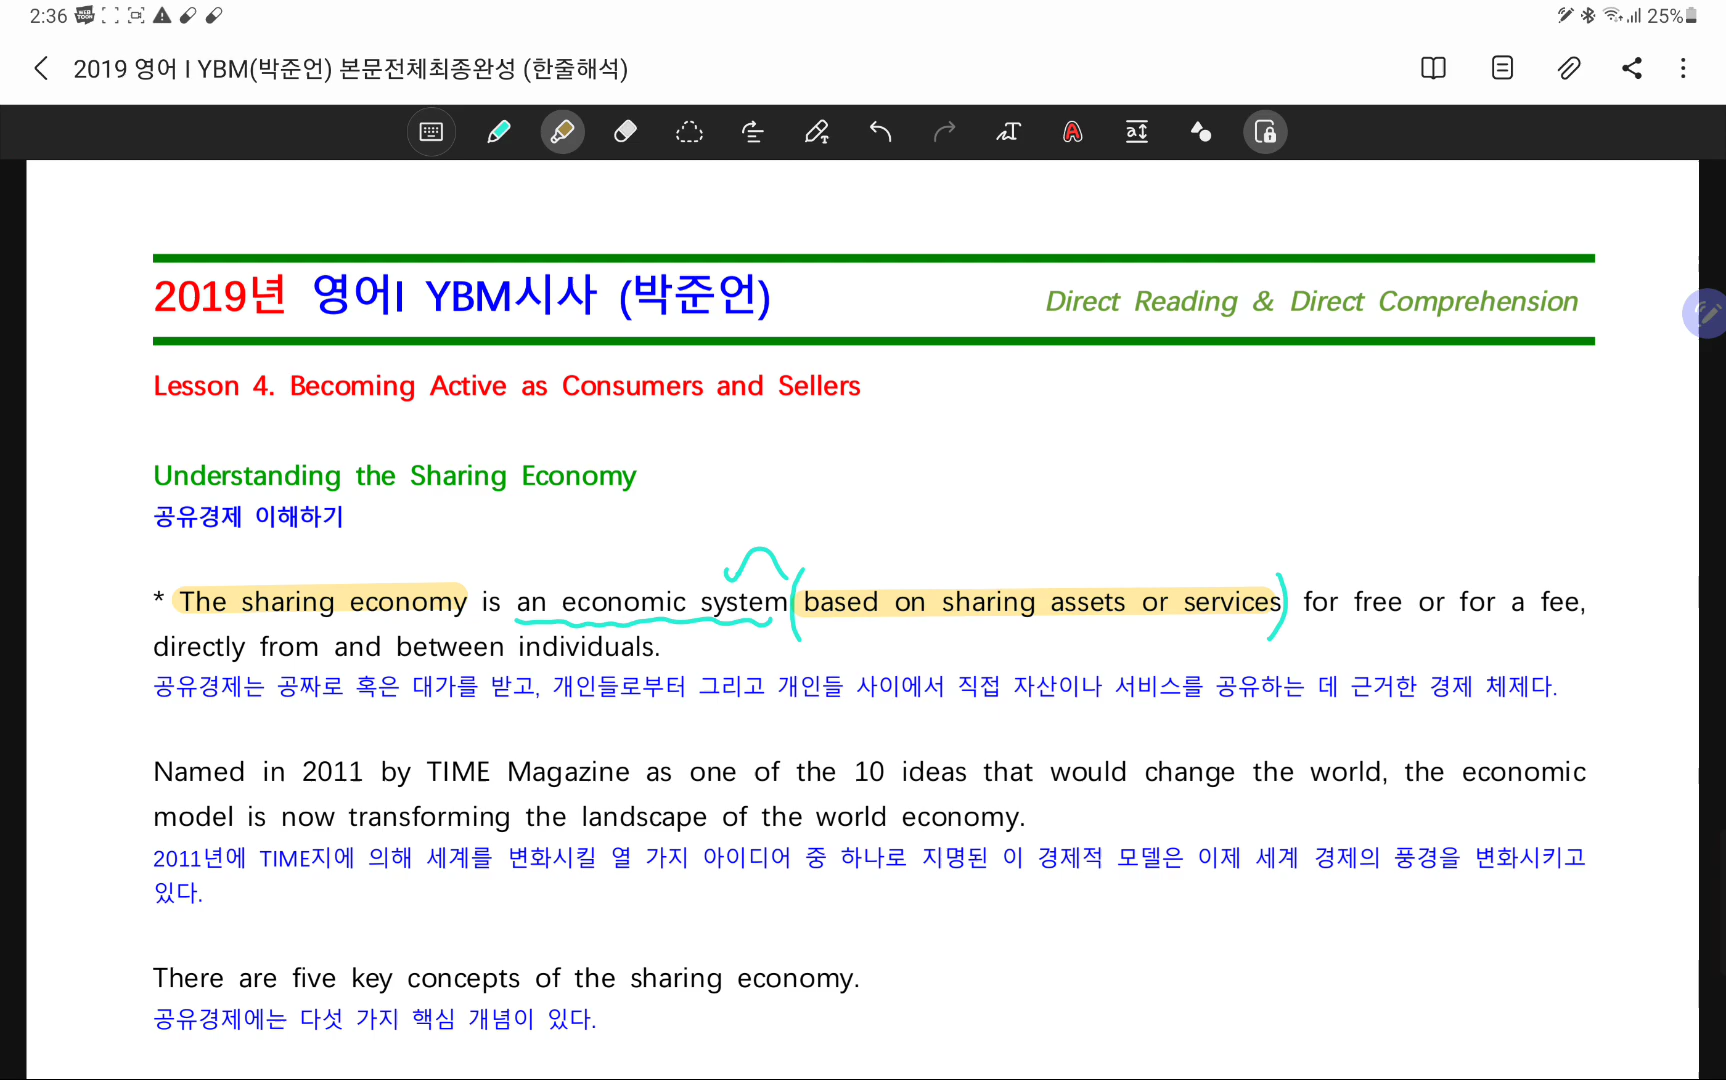 2:36 25%
2019 영어 I YBM(박준언) 본문전체최종완성 (한줄해석)
2019년 영어I YBM시사 (박준언) Direct Reading & Direct Comprehension
Lesson 4. Becoming Active as Consumers and Sellers
Understanding the Sharing Economy
공유경제 이해하기
* The sharing economy is an economic system (based on sharing assets or services) for free or for a fee,
directly from and between individuals.
공유경제는 공짜로 혹은 대가를 받고, 개인들로부터 그리고 개인들 사이에서 직접 자산이나 서비스를 공유하는 데 근거한 경제 체제다.
Named in 2011 by TIME Magazine as one of the 10 ideas that would change the world, the economic
model is now transforming the landscape of the world economy.
2011년에 TIME지에 의해 세계를 변화시킬 열 가지 아이디어 중 하나로 지명된 이 경제적 모델은 이제 세계 경제의 풍경을 변화시키고
있다.
There are five key concepts of the sharing economy.
공유경제에는 다섯 가지 핵심 개념이 있다.